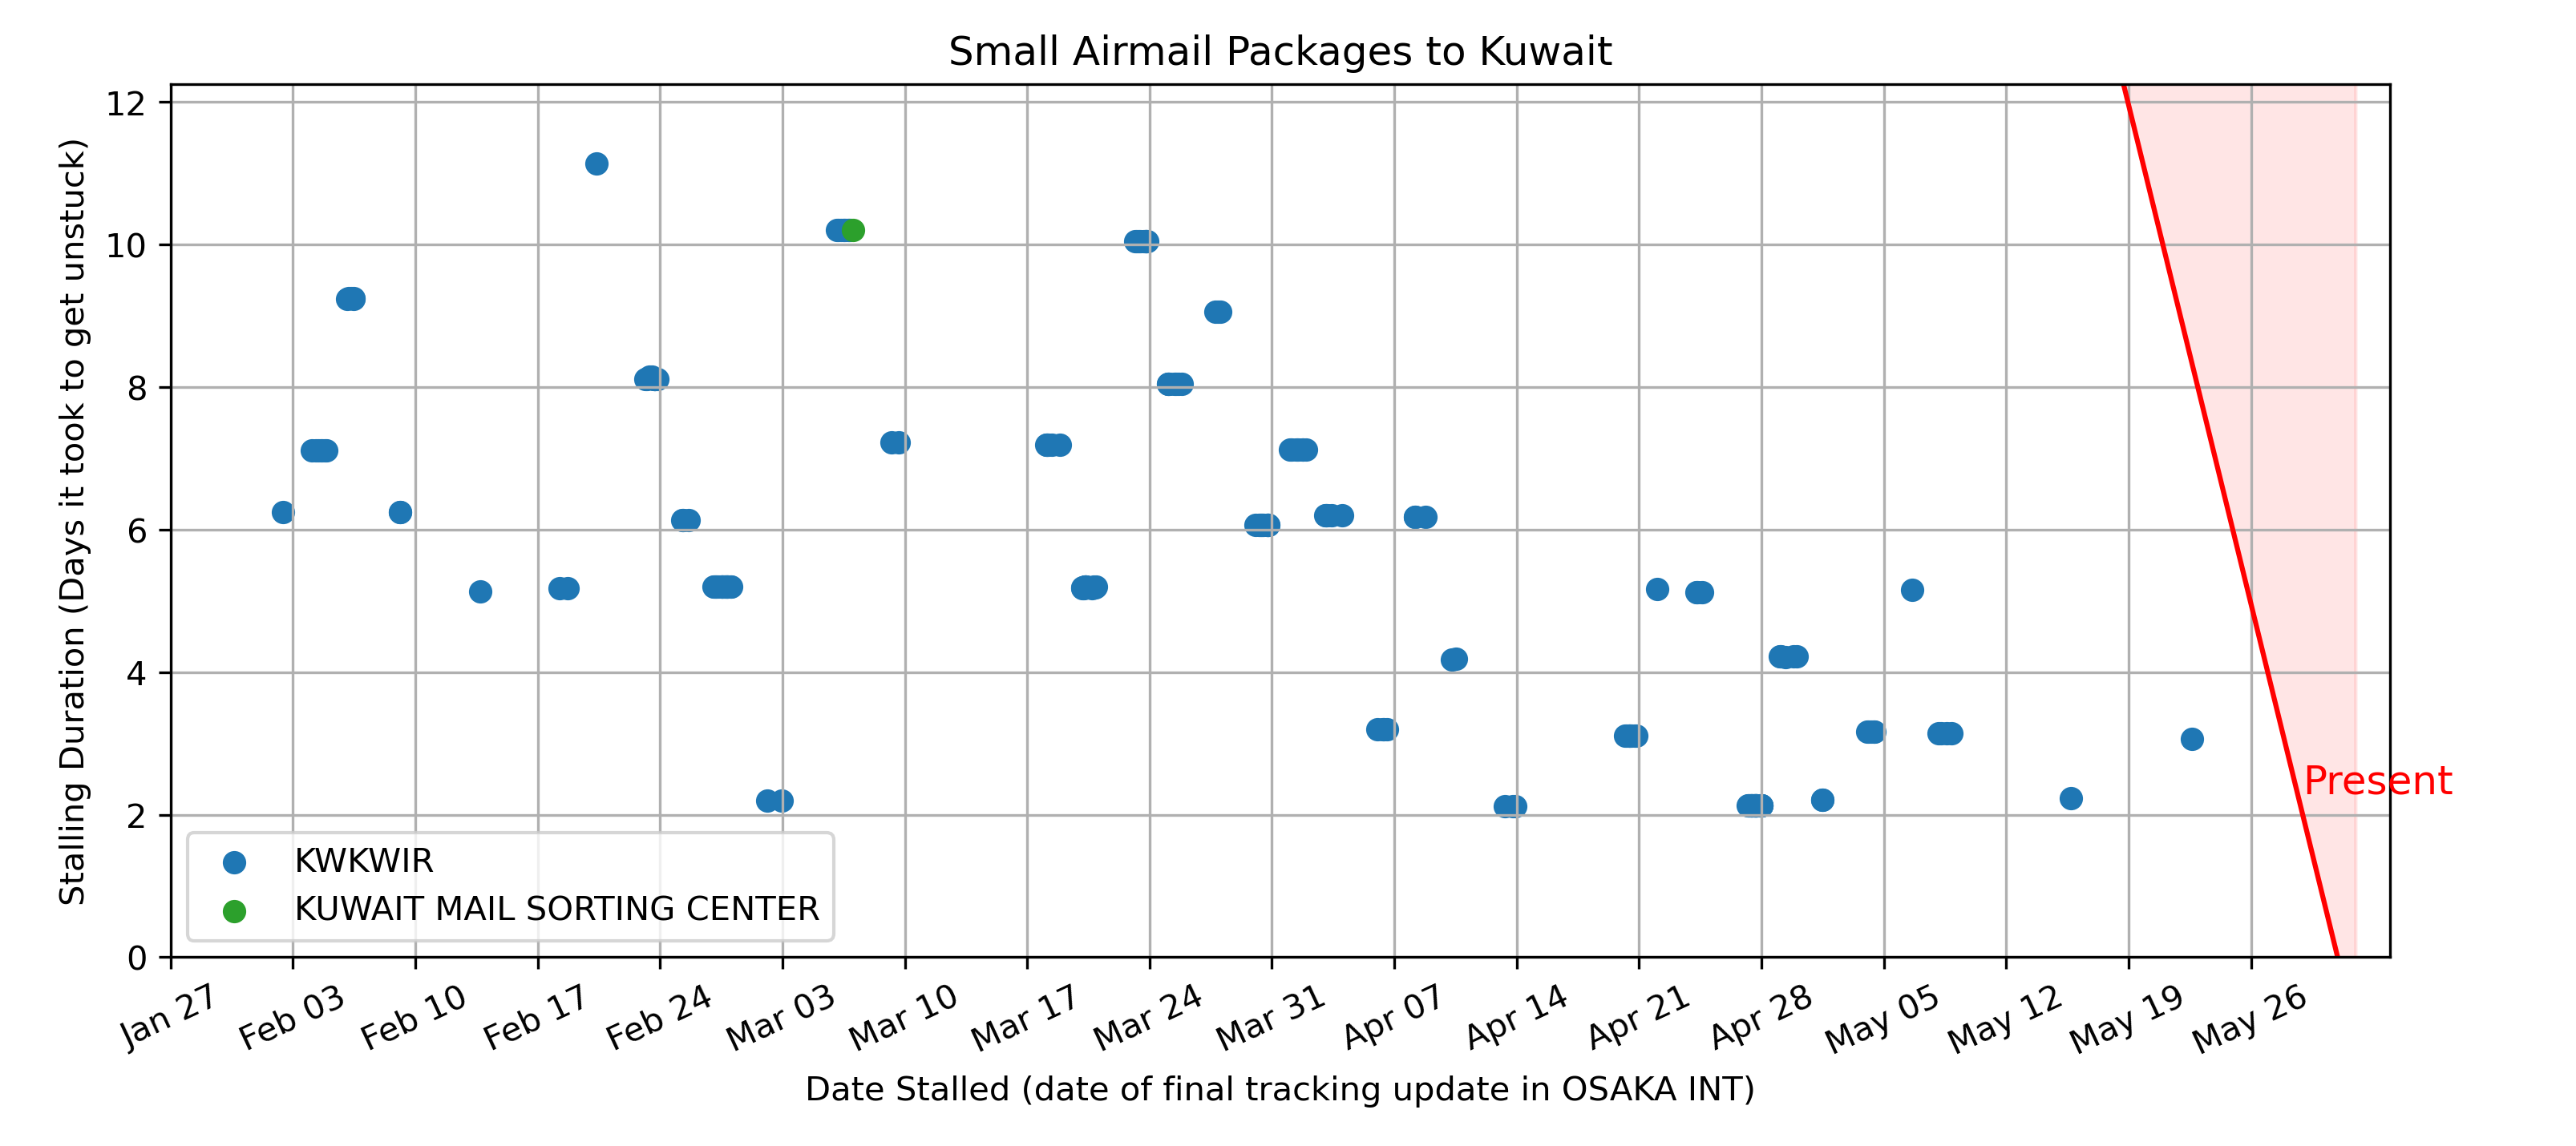 Small Airmail Packages to Kuwait
Stalling Duration (Days it took to get unstuck)
12
10
8
6
4
2
0
Present
KWKWIR
KUWAIT MAIL SORTING CENTER
Jan 27
Feb 03
Feb 10
Feb 17
Feb 24
Mar 03
Mar 10
Mar 17
Mar 24
Mar 31
Apr 07
Apr 14
Apr 21
Apr 28
May 05
May 12
May 19
May 26
Date Stalled (date of final tracking update in OSAKA INT)